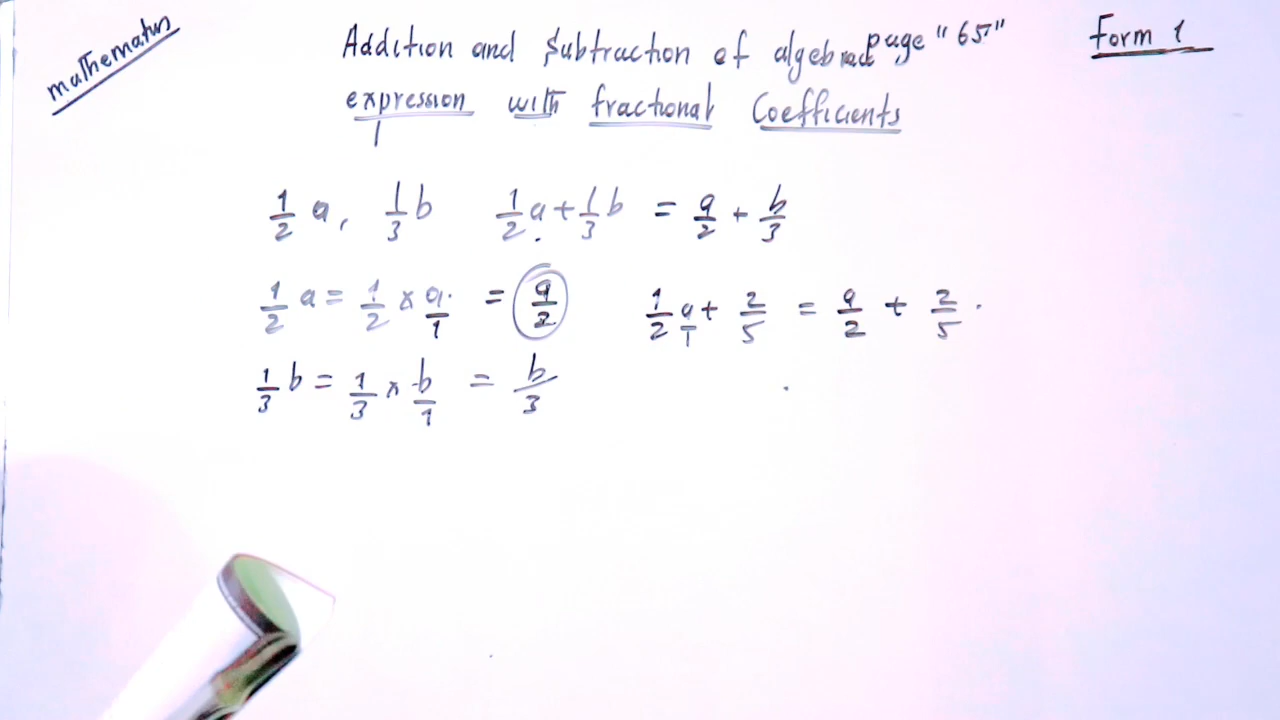 mathematus
Addition and Subtraction of algebraic page "65"
Form 1
expression with fractional Coefficients
1/2 a, 1/3 b 1/2 a + 1/3 b = a/2 + b/3
1/2 a = 1/2 × a/1 = a/2
1/2 a/1 + 2/5 = a/2 + 2/5.
1/3 b = 1/3 × b/1 = b/3